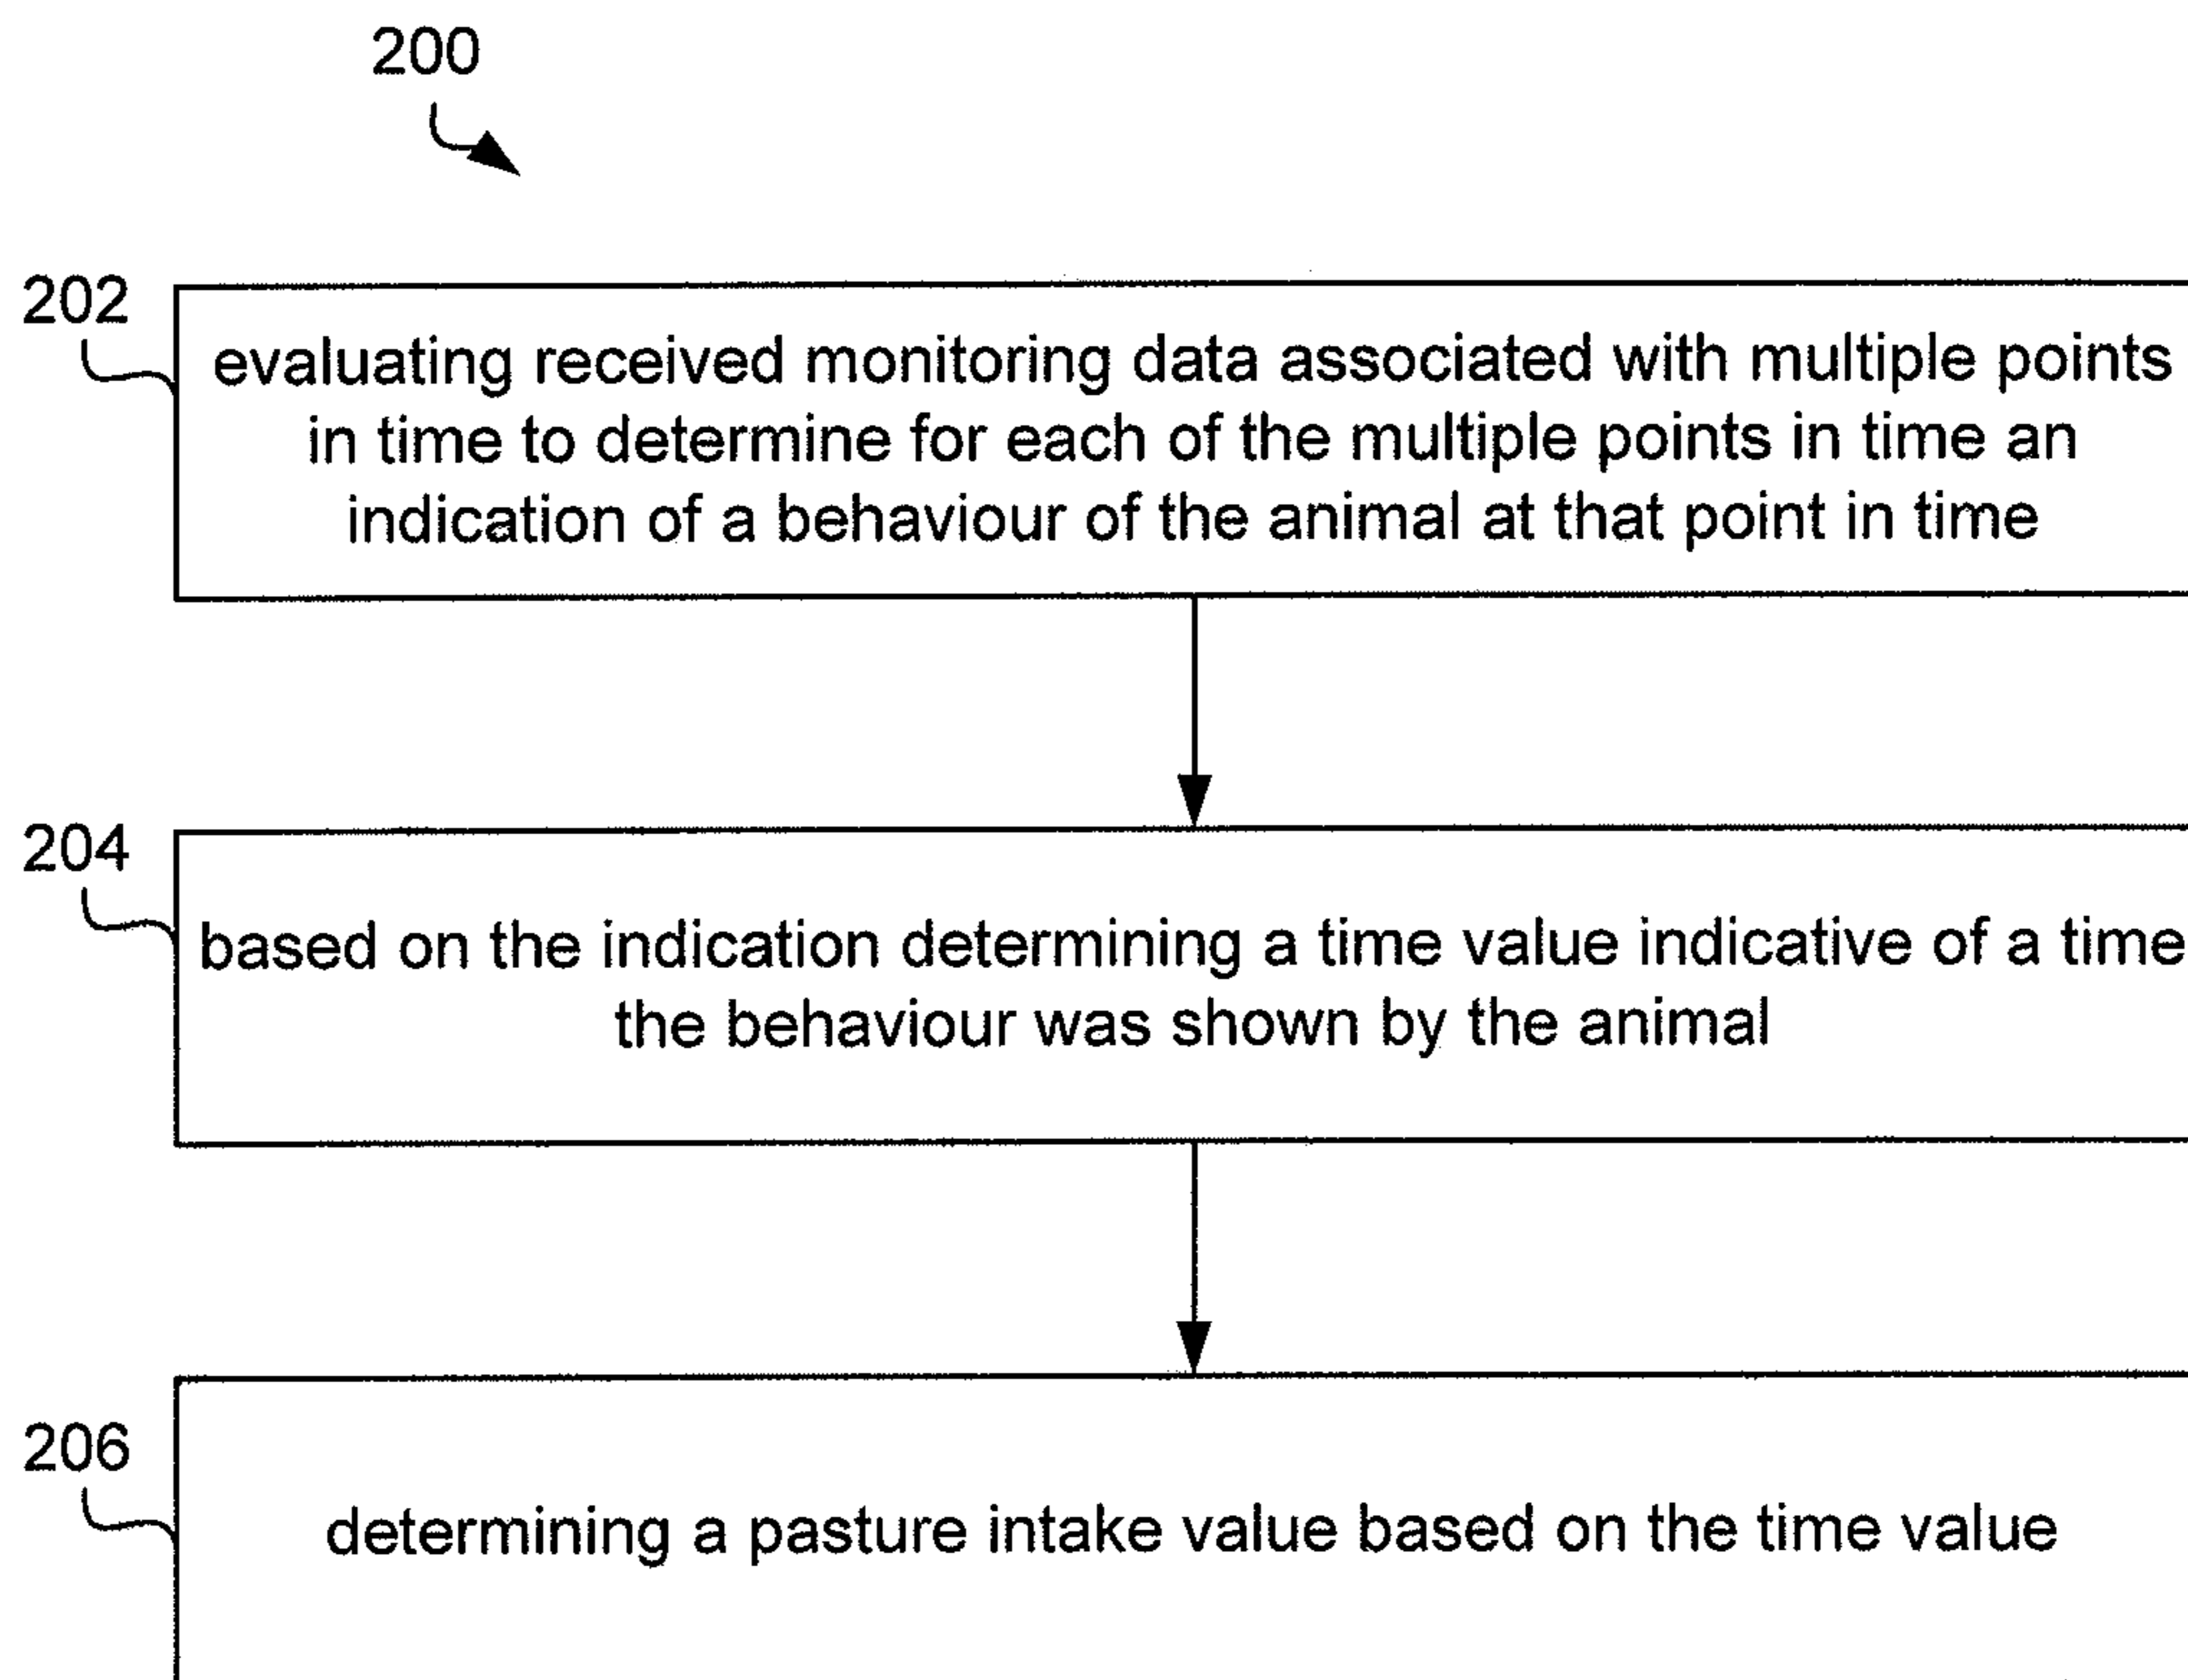 200
202
evaluating received monitoring data associated with multiple points
in time to determine for each of the multiple points in time an
indication of a behaviour of the animal at that point in time
204
based on the indication determining a time value indicative of a time
the behaviour was shown by the animal
206
determining a pasture intake value based on the time value